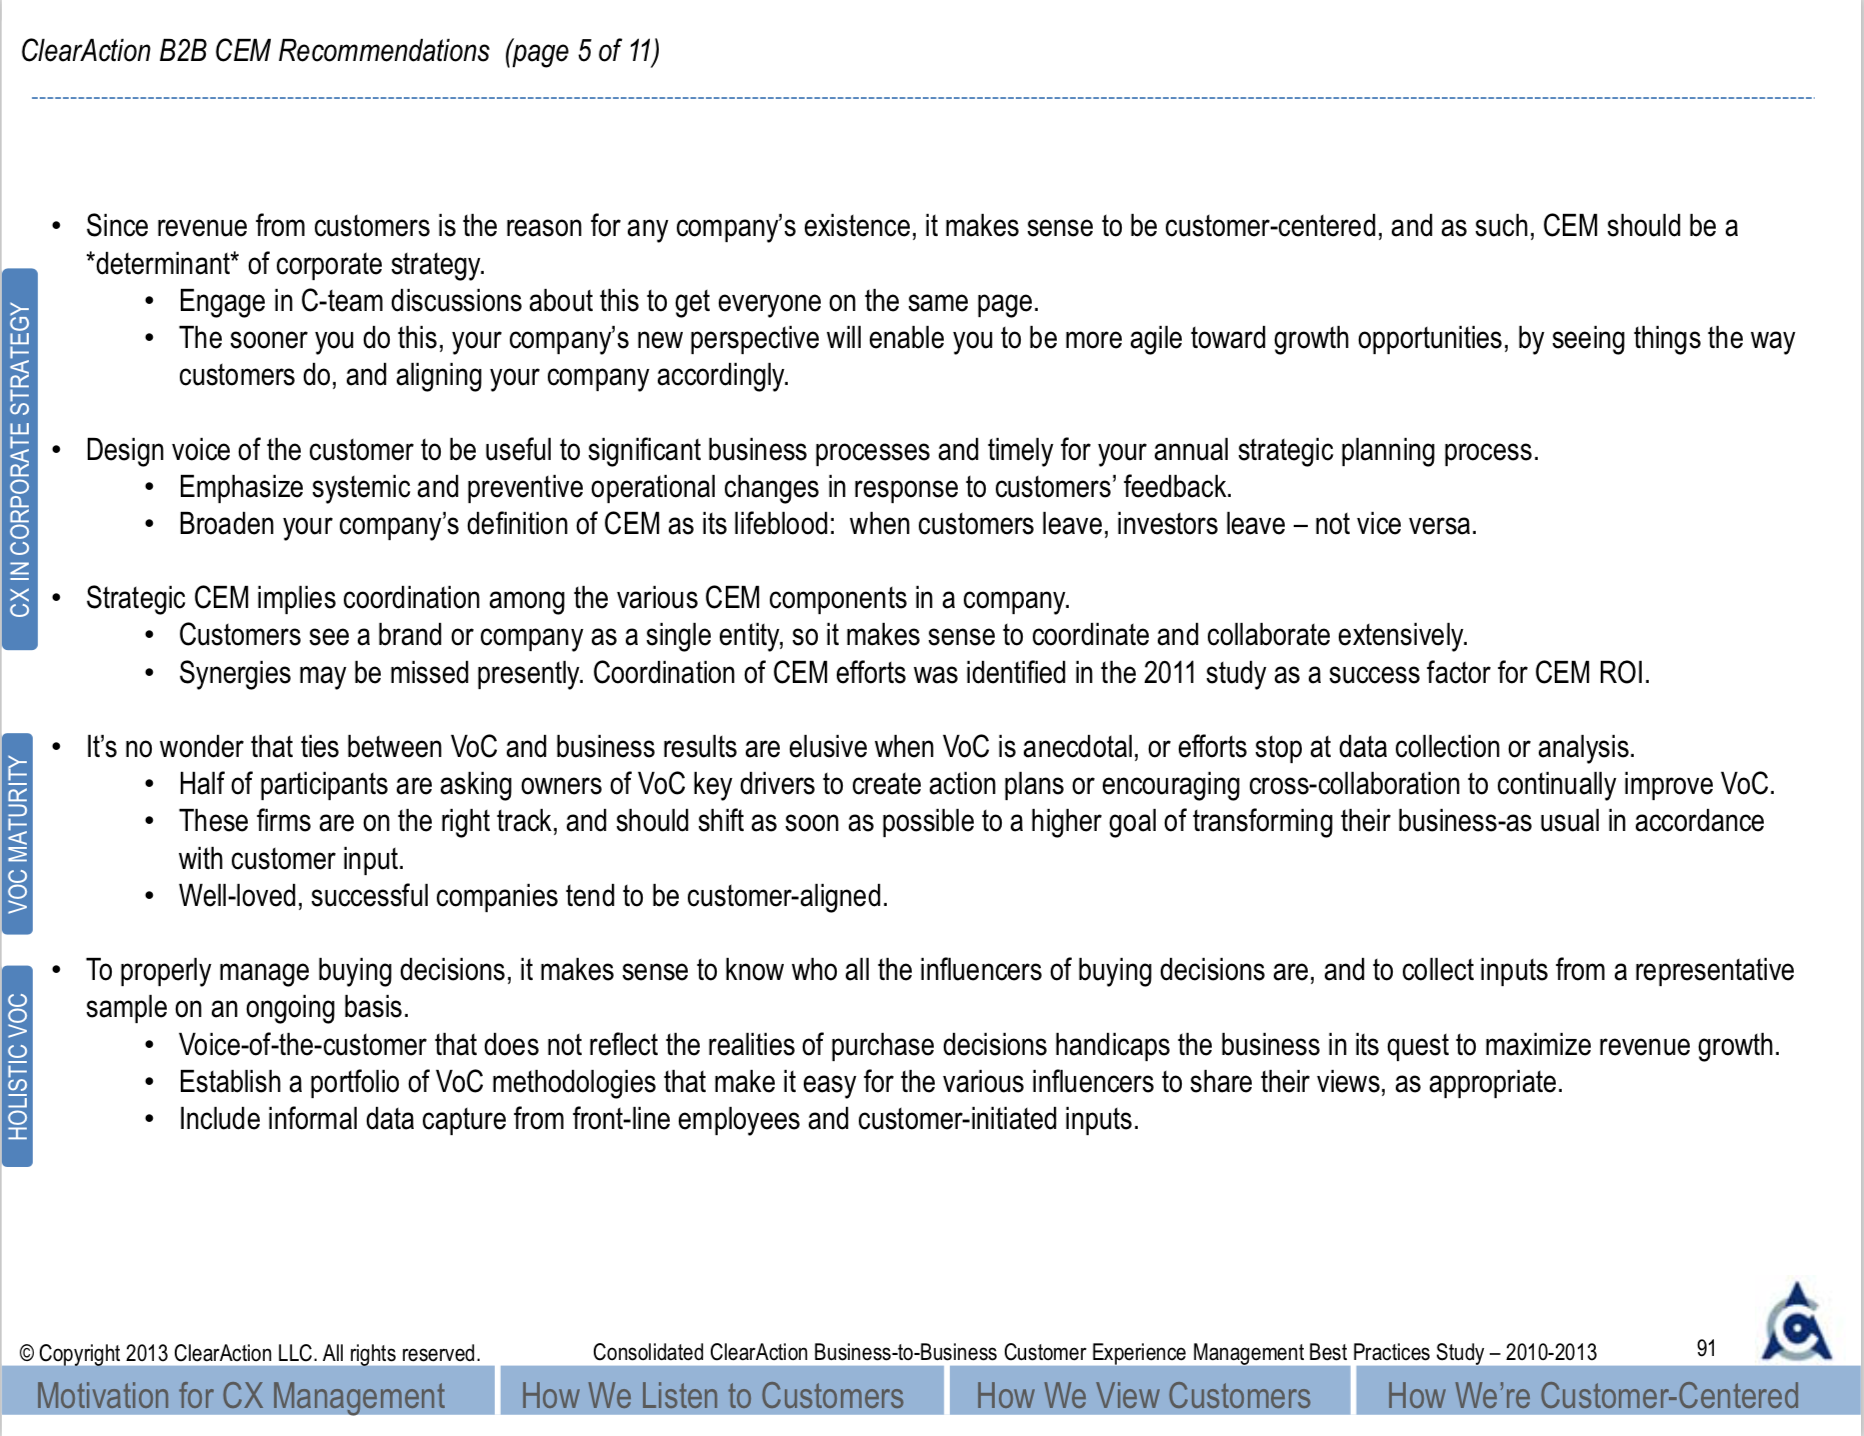 ClearAction B2B CEM Recommendations  (page 5 of 11)
• Since revenue from customers is the reason for any company’s existence, it makes sense to be customer-centered, and as such, CEM should be a
*determinant* of corporate strategy.
• Engage in C-team discussions about this to get everyone on the same page.
• The sooner you do this, your company’s new perspective will enable you to be more agile toward growth opportunities, by seeing things the way
customers do, and aligning your company accordingly.
CX IN CORPORATE STRATEGY
• Design voice of the customer to be useful to significant business processes and timely for your annual strategic planning process.
• Emphasize systemic and preventive operational changes in response to customers’ feedback.
• Broaden your company’s definition of CEM as its lifeblood:  when customers leave, investors leave – not vice versa.
• Strategic CEM implies coordination among the various CEM components in a company.
• Customers see a brand or company as a single entity, so it makes sense to coordinate and collaborate extensively.
• Synergies may be missed presently. Coordination of CEM efforts was identified in the 2011 study as a success factor for CEM ROI.
VOC MATURITY
• It’s no wonder that ties between VoC and business results are elusive when VoC is anecdotal, or efforts stop at data collection or analysis.
• Half of participants are asking owners of VoC key drivers to create action plans or encouraging cross-collaboration to continually improve VoC.
• These firms are on the right track, and should shift as soon as possible to a higher goal of transforming their business-as usual in accordance
with customer input.
• Well-loved, successful companies tend to be customer-aligned.
HOLISTIC VOC
• To properly manage buying decisions, it makes sense to know who all the influencers of buying decisions are, and to collect inputs from a representative
sample on an ongoing basis.
• Voice-of-the-customer that does not reflect the realities of purchase decisions handicaps the business in its quest to maximize revenue growth.
• Establish a portfolio of VoC methodologies that make it easy for the various influencers to share their views, as appropriate.
• Include informal data capture from front-line employees and customer-initiated inputs.
© Copyright 2013 ClearAction LLC. All rights reserved.
Consolidated ClearAction Business-to-Business Customer Experience Management Best Practices Study – 2010-2013
91
Motivation for CX Management
How We Listen to Customers
How We View Customers
How We’re Customer-Centered